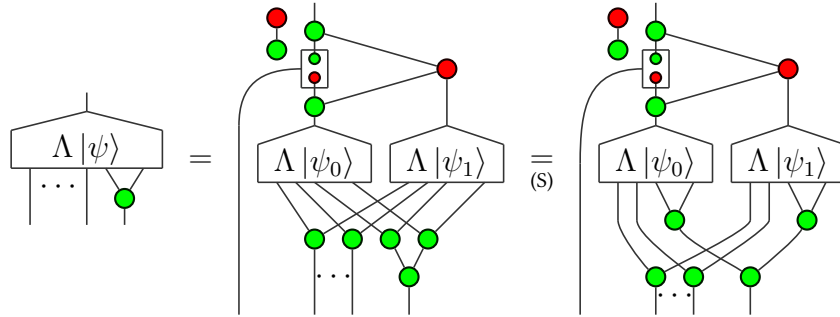 Λ |ψ⟩
···
=
Λ |ψ₀⟩
Λ |ψ₁⟩
···
=
(S)
Λ |ψ₀⟩
Λ |ψ₁⟩
···